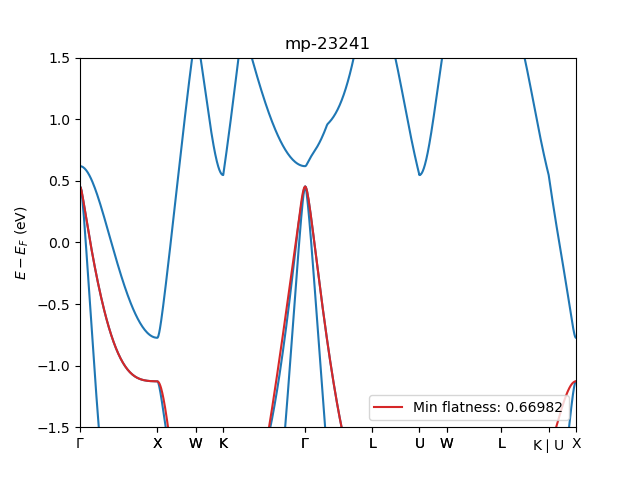 mp-23241
E − E_F (eV)
1.5
1.0
0.5
0.0
−0.5
−1.0
−1.5
Min flatness: 0.66982
Γ X W K Γ L U W L K | U X